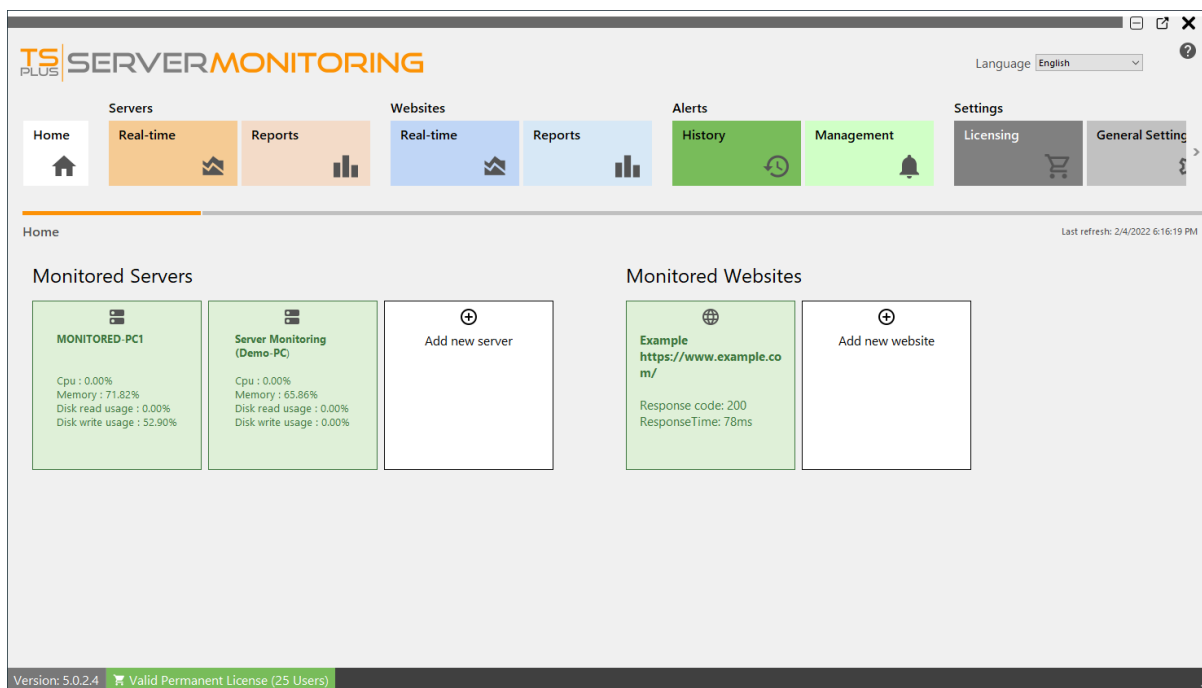 TS PLUS SERVERMONITORING
Language English
Servers
Websites
Alerts
Settings
Home
Real-time
Reports
Real-time
Reports
History
Management
Licensing
General Setting
Home
Last refresh: 2/4/2022 6:16:19 PM
Monitored Servers
MONITORED-PC1
Cpu : 0.00%
Memory : 71.82%
Disk read usage : 0.00%
Disk write usage : 52.90%
Server Monitoring
(Demo-PC)
Cpu : 0.00%
Memory : 65.86%
Disk read usage : 0.00%
Disk write usage : 0.00%
Add new server
Monitored Websites
Example
https://www.example.co
m/
Response code: 200
ResponseTime: 78ms
Add new website
Version: 5.0.2.4
Valid Permanent License (25 Users)